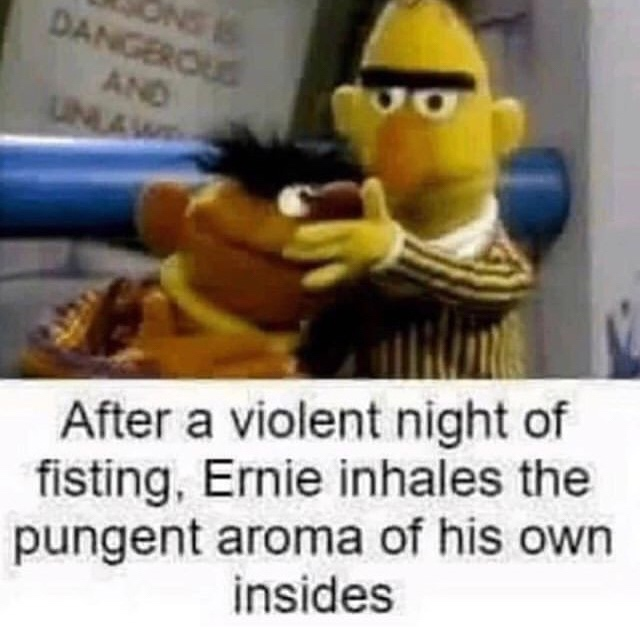 DANGEROUS
AND
After a violent night of
fisting, Ernie inhales the
pungent aroma of his own
insides